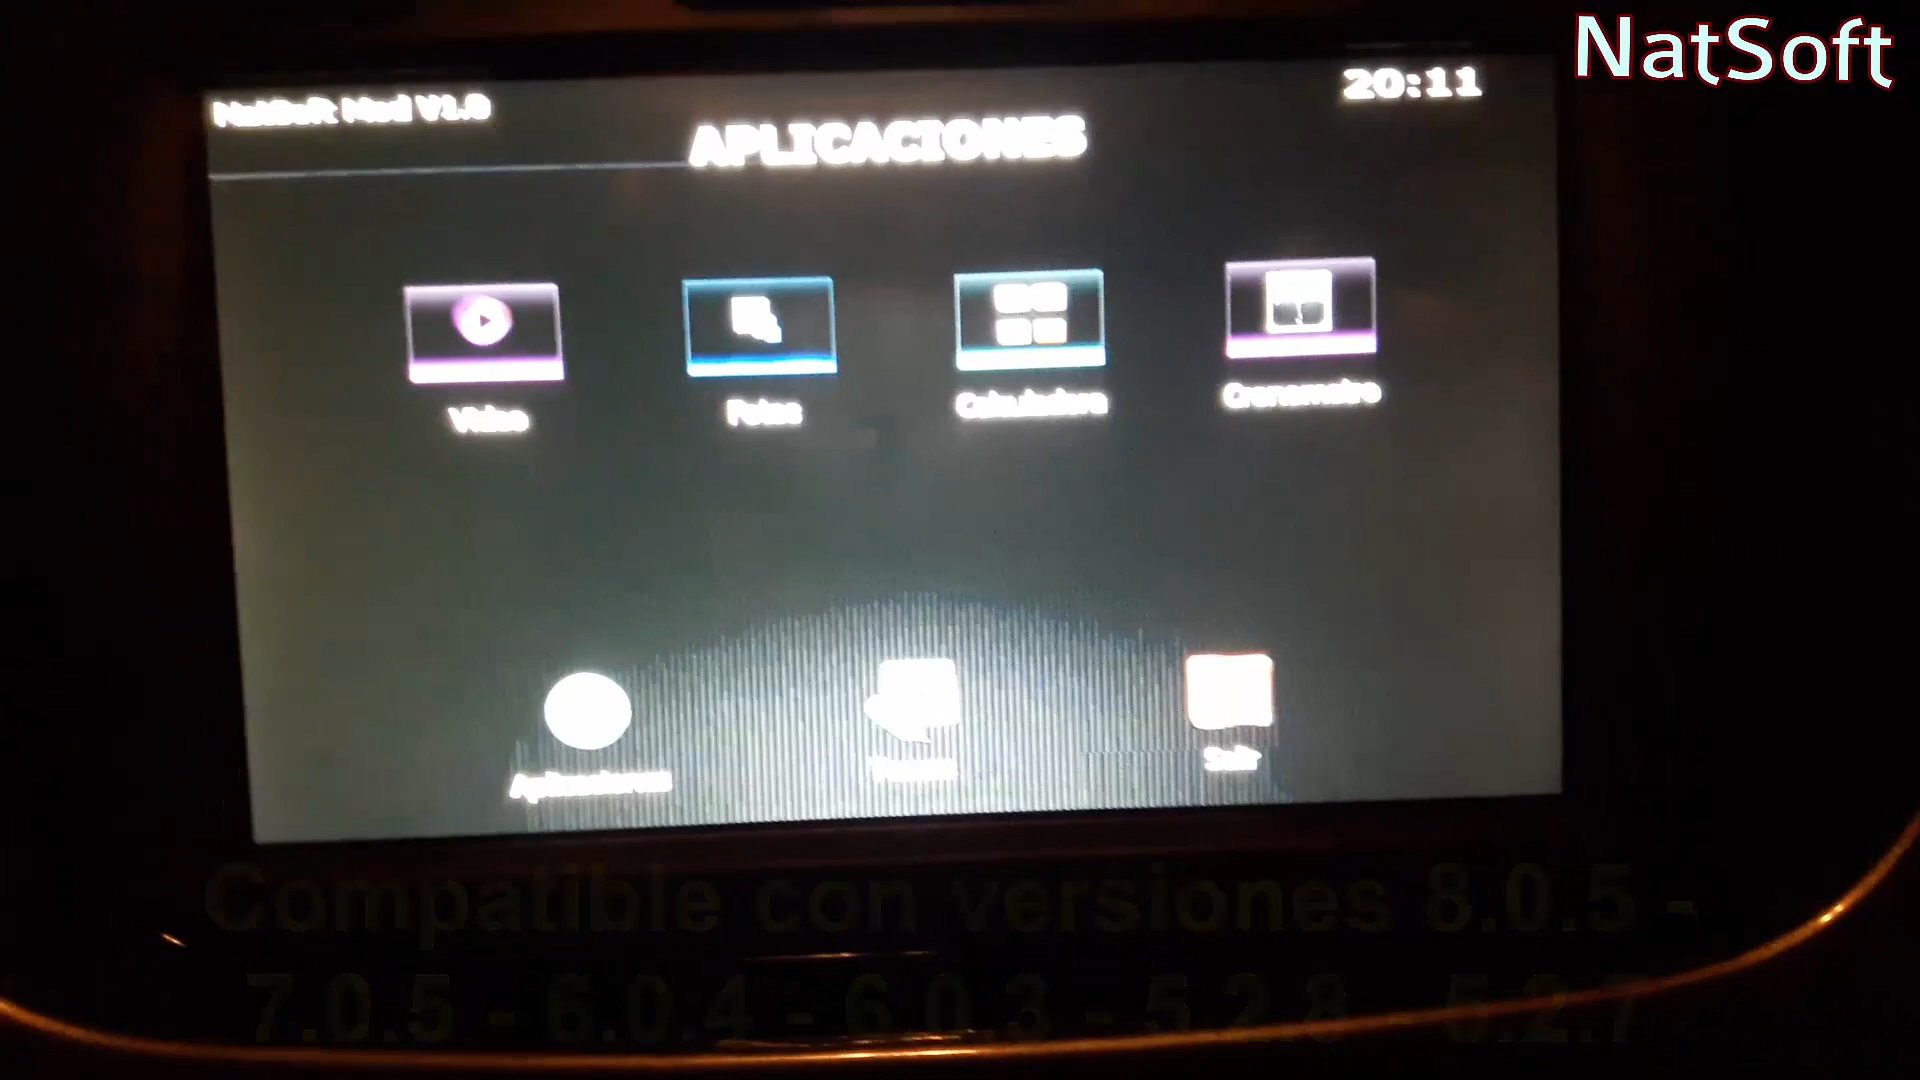 NatSoft
NatSoft Mod V1.0
20:11
APLICACIONES
Video
Fotos
Calculadora
Cronometro
Aplicaciones
Salir
Compatible con versiones 8.0.5 -
7.0.5 - 6.0.4 - 6.0.3 - 5.2.8 - 5.2.7